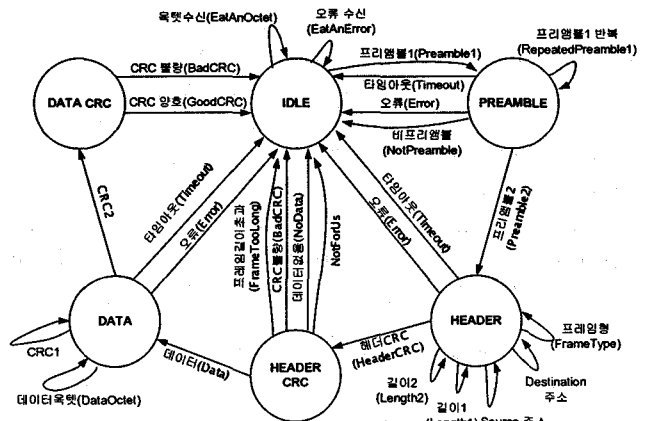 옥텟수신(EatAnOctet)
오류 수신
(EatAnError)
프리앰블1 반복
(RepeatedPreamble1)
프리앰블1(Preamble1)
CRC 불량(BadCRC)
타임아웃(Timeout)
DATA CRC
CRC 양호(GoodCRC)
IDLE
오류(Error)
PREAMBLE
비프리앰블
(NotPreamble)
CRC2
타임아웃(Timeout)
오류(Error)
프레임길이초과
(FrameTooLong)
CRC불량(BadCRC)
데이터없음(NoData)
NotForUs
타임아웃(Timeout)
오류(Error)
프리앰블2
(Preamble2)
DATA
HEADER
프레임형
(FrameType)
CRC1
데이터(Data)
HEADER
CRC
헤더CRC
(HeaderCRC)
Destination
주소
데이터옥텟(DataOctet)
길이2
(Length2)
길이1
(Length1) Source 주소